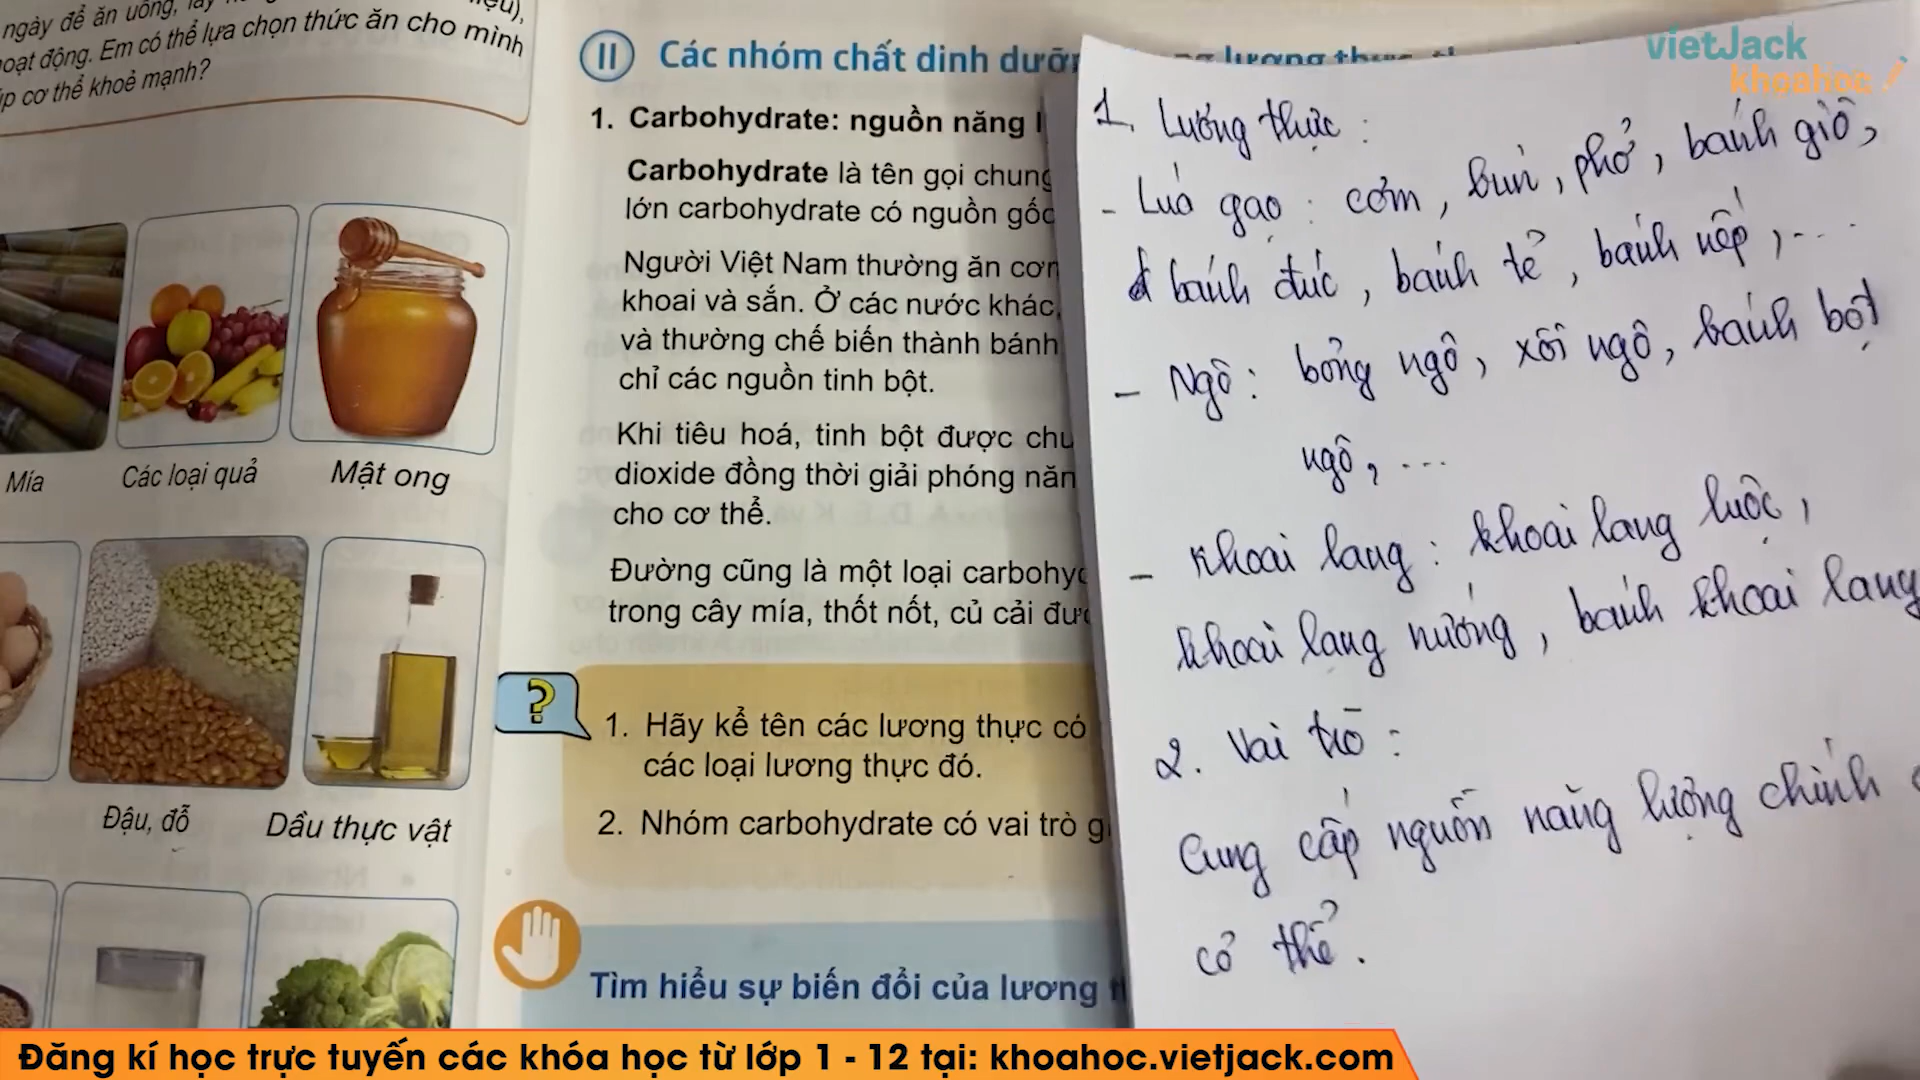 ngày để ăn uống, lấy
oạt động. Em có thể lựa chọn thức ăn cho mình
úp cơ thể khoẻ mạnh?
Mía
Các loại quả
Mật ong
Đậu, đỗ
Dầu thực vật
II Các nhóm chất dinh dưỡn
lương thực, th
1. Carbohydrate: nguồn năng l
Carbohydrate là tên gọi chung
lớn carbohydrate có nguồn gốc
Người Việt Nam thường ăn cơm
khoai và sắn. Ở các nước khác,
và thường chế biến thành bánh
chỉ các nguồn tinh bột.
Khi tiêu hoá, tinh bột được chu
dioxide đồng thời giải phóng năn
cho cơ thể.
Đường cũng là một loại carbohyd
trong cây mía, thốt nốt, củ cải đườ
?
1. Hãy kể tên các lương thực có
các loại lương thực đó.
2. Nhóm carbohydrate có vai trò g
Tìm hiểu sự biến đổi của lương t
vietJack
khoahoc
1. Lương thực:
- Lúa gạo: cơm, bún, phở, bánh giò,
bánh đúc, bánh tẻ, bánh nếp, ...
- Ngô: bỏng ngô, xôi ngô, bánh bột
ngô, ...
- Khoai lang: khoai lang luộc,
khoai lang nướng, bánh khoai lang
2. Vai trò:
Cung cấp nguồn năng lượng chính
cơ thể.
Đăng kí học trực tuyến các khóa học từ lớp 1 - 12 tại: khoahoc.vietjack.com